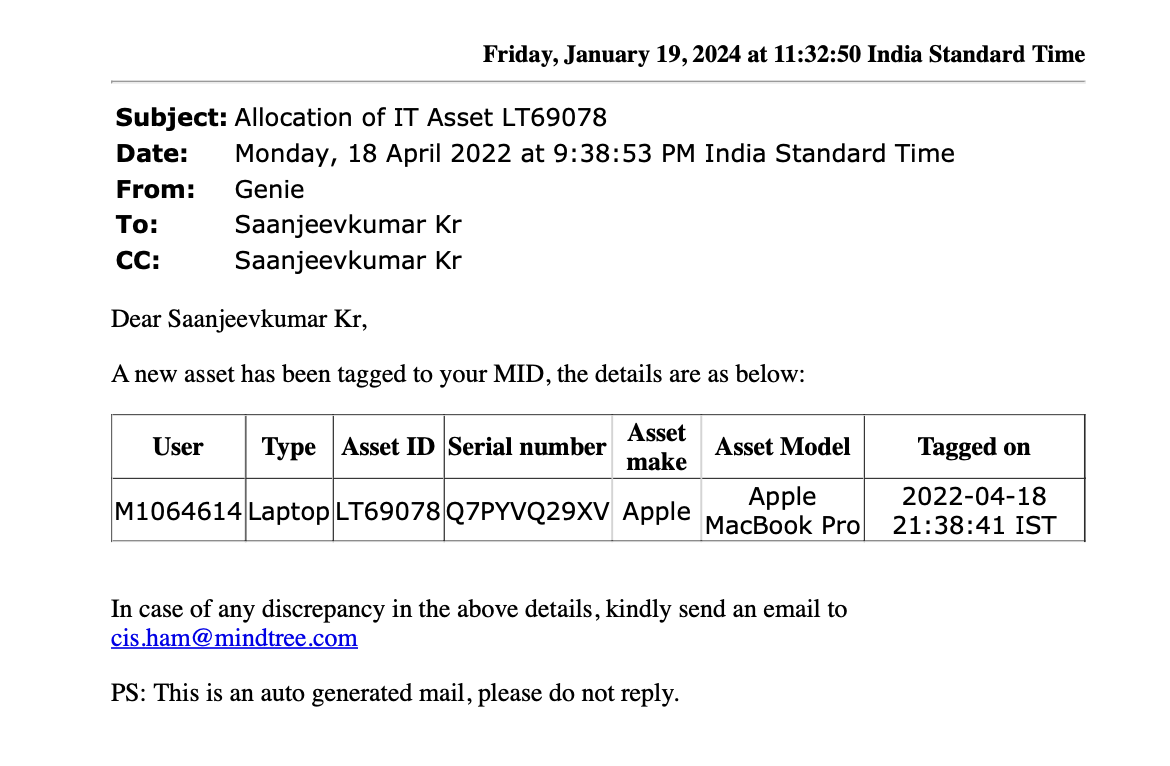 Friday, January 19, 2024 at 11:32:50 India Standard Time
Subject: Allocation of IT Asset LT69078
Date: Monday, 18 April 2022 at 9:38:53 PM India Standard Time
From: Genie
To: Saanjeevkumar Kr
CC: Saanjeevkumar Kr
Dear Saanjeevkumar Kr,
A new asset has been tagged to your MID, the details are as below:
User Type Asset ID Serial number Asset make Asset Model Tagged on
M1064614 Laptop LT69078 Q7PYVQ29XV Apple Apple MacBook Pro 2022-04-18 21:38:41 IST
In case of any discrepancy in the above details, kindly send an email to
cis.ham@mindtree.com
PS: This is an auto generated mail, please do not reply.